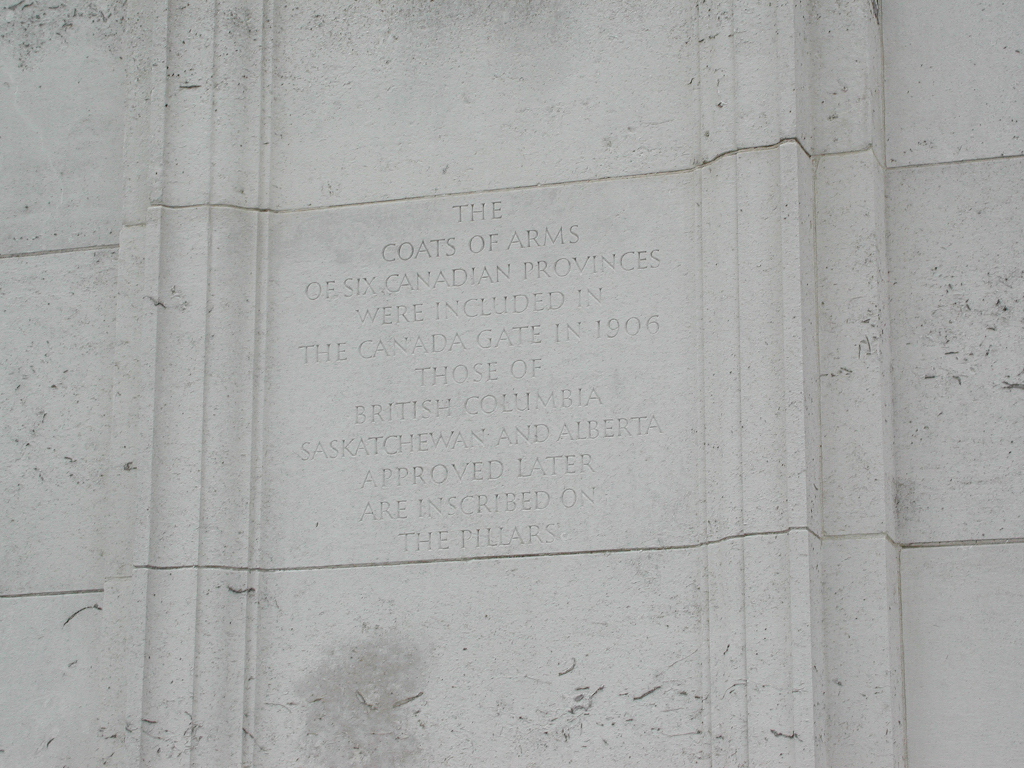 THE
COATS OF ARMS
OF SIX CANADIAN PROVINCES
WERE INCLUDED IN
THE CANADA GATE IN 1906
THOSE OF
BRITISH COLUMBIA
SASKATCHEWAN AND ALBERTA
APPROVED LATER
ARE INSCRIBED ON
THE PILLARS.